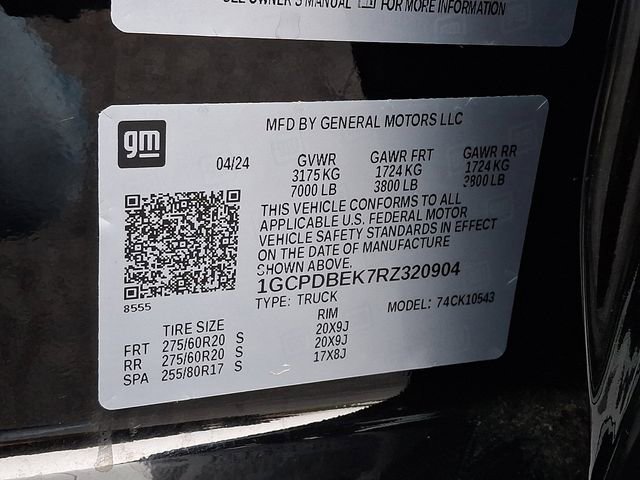 SEE OWNER'S MANUAL FOR MORE INFORMATION
gm
MFD BY GENERAL MOTORS LLC
04/24 GVWR GAWR FRT GAWR RR
3175 KG 1724 KG 1724 KG
7000 LB 3800 LB 3800 LB
THIS VEHICLE CONFORMS TO ALL
APPLICABLE U.S. FEDERAL MOTOR
VEHICLE SAFETY STANDARDS IN EFFECT
ON THE DATE OF MANUFACTURE
SHOWN ABOVE.
1GCPDBEK7RZ320904
8555 TYPE: TRUCK MODEL: 74CK10543
TIRE SIZE RIM
FRT 275/60R20 S 20X9J
RR 275/60R20 S 20X9J
SPA 255/80R17 S 17X8J